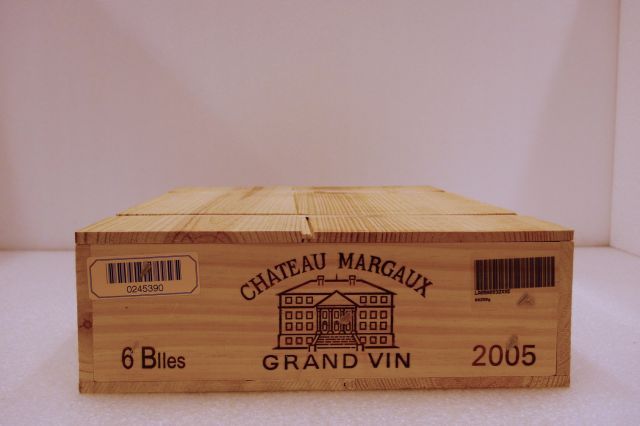 CHATEAU MARGAUX
0245390
6 Blles
GRAND VIN
2005